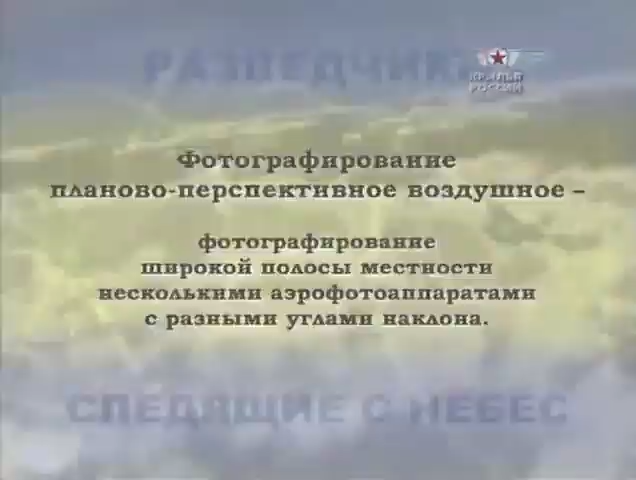 РАЗВЕДЧИКИ
КРЫЛЬЯ
РОССИИ
Фотографирование
планово-перспективное воздушное –
фотографирование
широкой полосы местности
несколькими аэрофотоаппаратами
с разными углами наклона.
СЛЕДЯЩИЕ С НЕБЕС